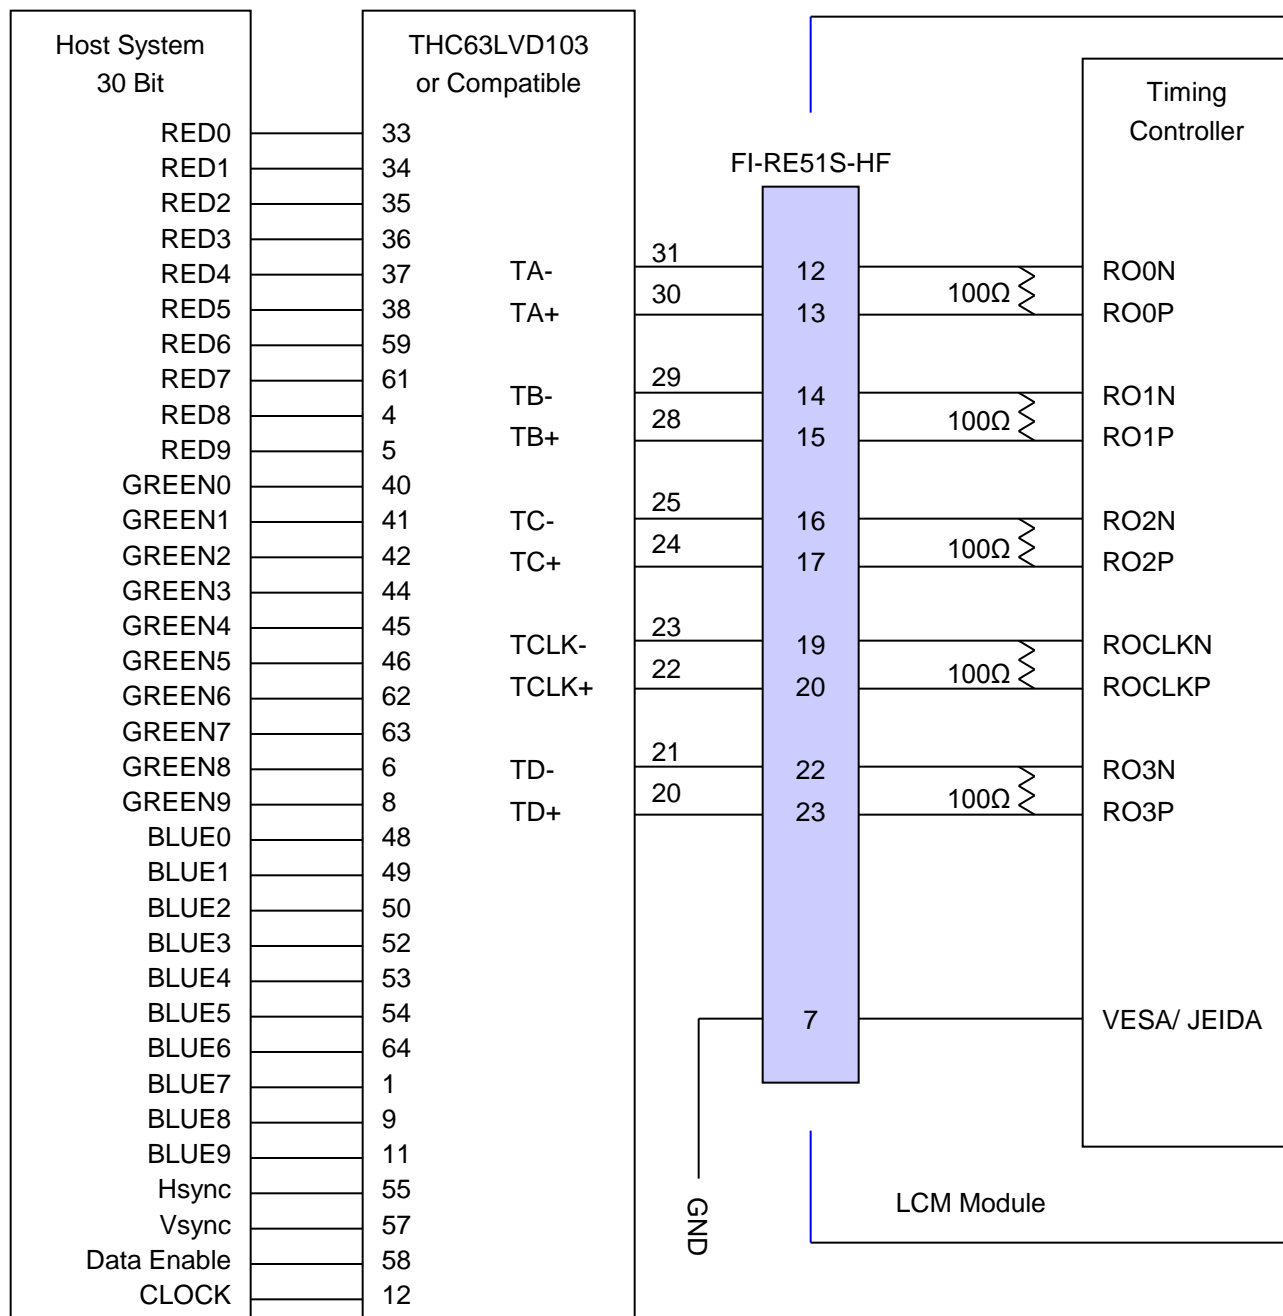 Host System
30 Bit
RED0
RED1
RED2
RED3
RED4
RED5
RED6
RED7
RED8
RED9
GREEN0
GREEN1
GREEN2
GREEN3
GREEN4
GREEN5
GREEN6
GREEN7
GREEN8
GREEN9
BLUE0
BLUE1
BLUE2
BLUE3
BLUE4
BLUE5
BLUE6
BLUE7
BLUE8
BLUE9
Hsync
Vsync
Data Enable
CLOCK
THC63LVD103
or Compatible
33
34
35
36
37
38
59
61
4
5
40
41
42
44
45
46
62
63
6
8
48
49
50
52
53
54
64
1
9
11
55
57
58
12
TA-
TA+
TB-
TB+
TC-
TC+
TCLK-
TCLK+
TD-
TD+
31
30
29
28
25
24
23
22
21
20
FI-RE51S-HF
12
13
14
15
16
17
19
20
22
23
7
GND
100Ω
100Ω
100Ω
100Ω
100Ω
Timing
Controller
RO0N
RO0P
RO1N
RO1P
RO2N
RO2P
ROCLKN
ROCLKP
RO3N
RO3P
VESA/ JEIDA
LCM Module